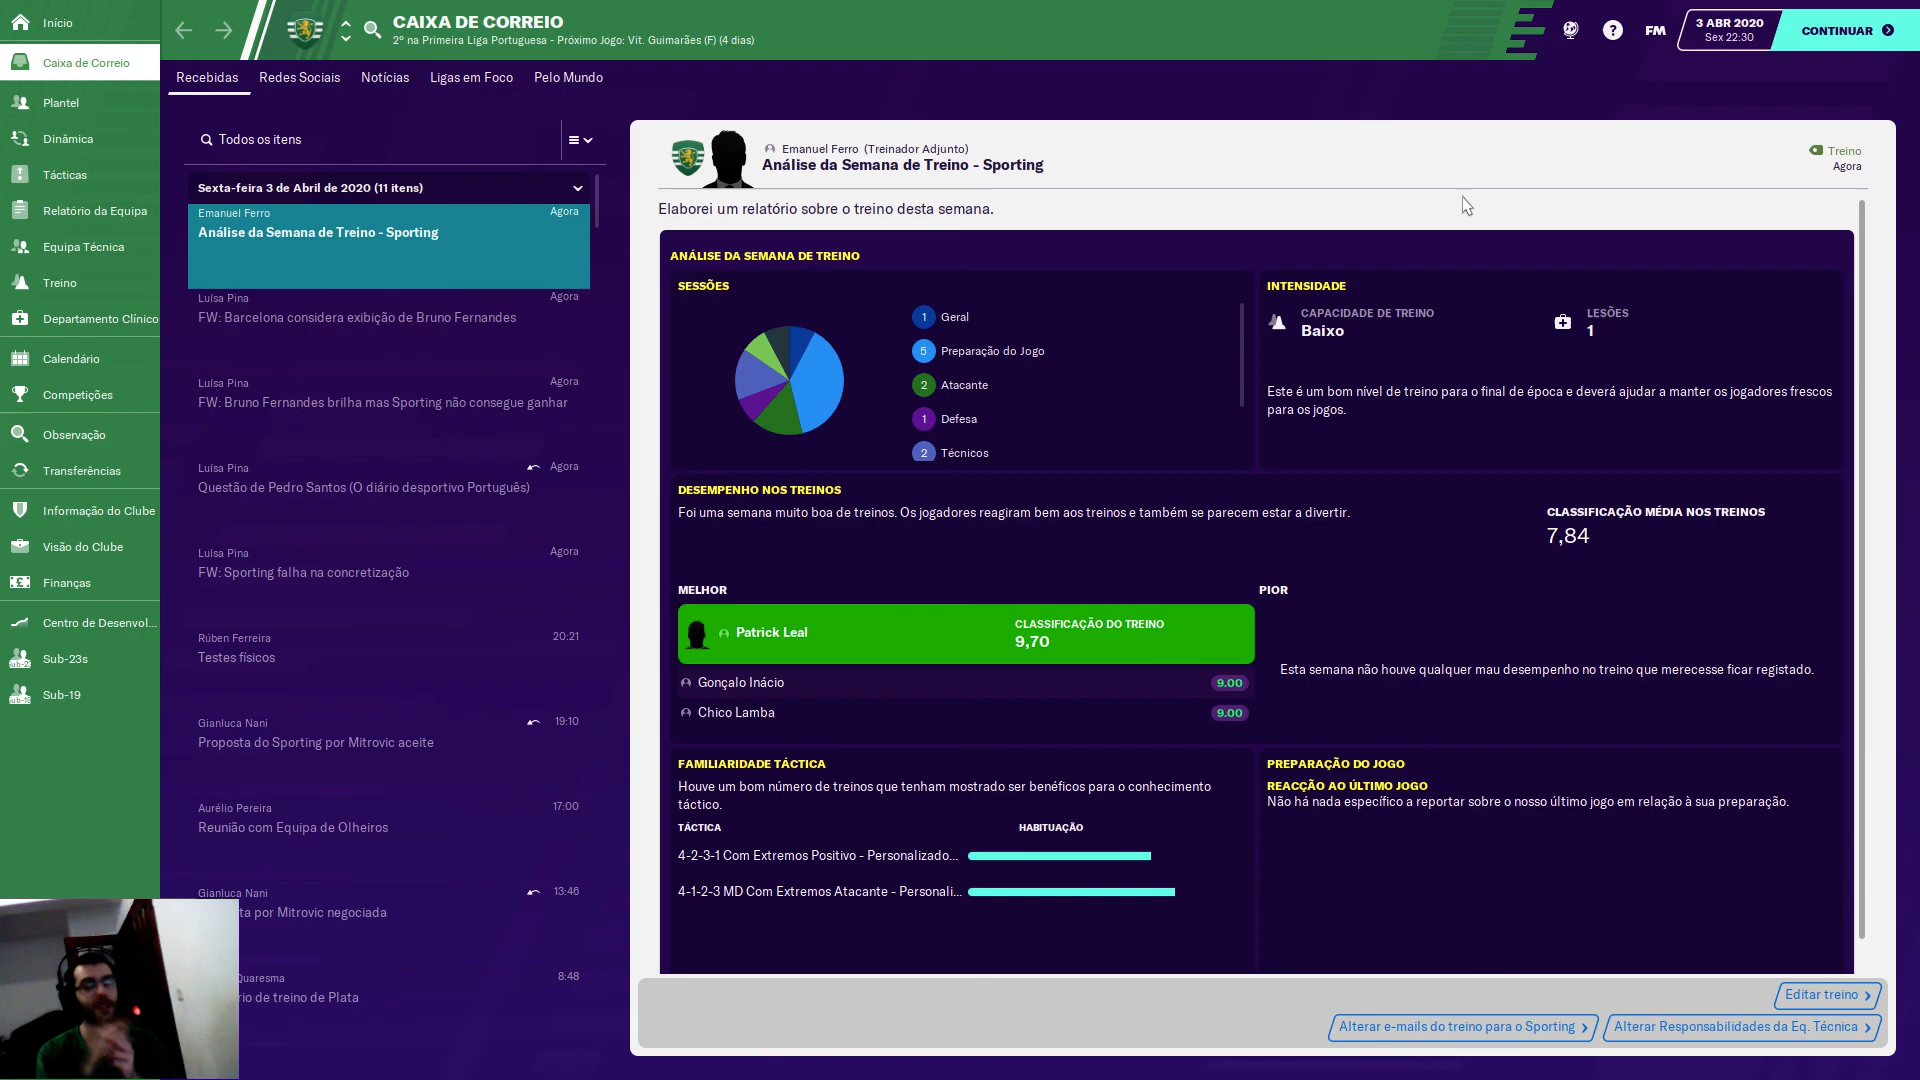 Início
Caixa de Correio
Plantel
Dinâmica
Tácticas
Relatório da Equipa
Equipa Técnica
Treino
Departamento Clínico
Calendário
Competições
Observação
Transferências
Informação do Clube
Visão do Clube
Finanças
Centro de Desenvol...
Sub-23s
Sub-19
CAIXA DE CORREIO
2º na Primeira Liga Portuguesa - Próximo Jogo: Vit. Guimarães (F) (4 dias)
FM
3 ABR 2020
Sex 22:30
CONTINUAR
Recebidas
Redes Sociais
Notícias
Ligas em Foco
Pelo Mundo
Todos os itens
Sexta-feira 3 de Abril de 2020 (11 itens)
Emanuel Ferro Agora
Análise da Semana de Treino - Sporting
Luísa Pina Agora
FW: Barcelona considera exibição de Bruno Fernandes
Luísa Pina Agora
FW: Bruno Fernandes brilha mas Sporting não consegue ganhar
Luísa Pina Agora
Questão de Pedro Santos (O diário desportivo Português)
Luísa Pina Agora
FW: Sporting falha na concretização
Rúben Ferreira 20:21
Testes físicos
Gianluca Nani 19:10
Proposta do Sporting por Mitrovic aceite
Aurélio Pereira 17:00
Reunião com Equipa de Olheiros
Gianluca Nani 13:46
ta por Mitrovic negociada
Quaresma 8:48
rio de treino de Plata
Emanuel Ferro (Treinador Adjunto)
Análise da Semana de Treino - Sporting
Treino
Agora
Elaborei um relatório sobre o treino desta semana.
ANÁLISE DA SEMANA DE TREINO
SESSÕES
1 Geral
5 Preparação do Jogo
2 Atacante
1 Defesa
2 Técnicos
INTENSIDADE
CAPACIDADE DE TREINO
Baixo
LESÕES
1
Este é um bom nível de treino para o final de época e deverá ajudar a manter os jogadores frescos
para os jogos.
DESEMPENHO NOS TREINOS
Foi uma semana muito boa de treinos. Os jogadores reagiram bem aos treinos e também se parecem estar a divertir.
CLASSIFICAÇÃO MÉDIA NOS TREINOS
7,84
MELHOR
Patrick Leal
CLASSIFICAÇÃO DO TREINO
9,70
Gonçalo Inácio 9.00
Chico Lamba 9.00
PIOR
Esta semana não houve qualquer mau desempenho no treino que merecesse ficar registado.
FAMILIARIDADE TÁCTICA
Houve um bom número de treinos que tenham mostrado ser benéficos para o conhecimento
táctico.
TÁCTICA HABITUAÇÃO
4-2-3-1 Com Extremos Positivo - Personalizado...
4-1-2-3 MD Com Extremos Atacante - Personali...
PREPARAÇÃO DO JOGO
REACÇÃO AO ÚLTIMO JOGO
Não há nada específico a reportar sobre o nosso último jogo em relação à sua preparação.
Editar treino
Alterar e-mails do treino para o Sporting
Alterar Responsabilidades da Eq. Técnica